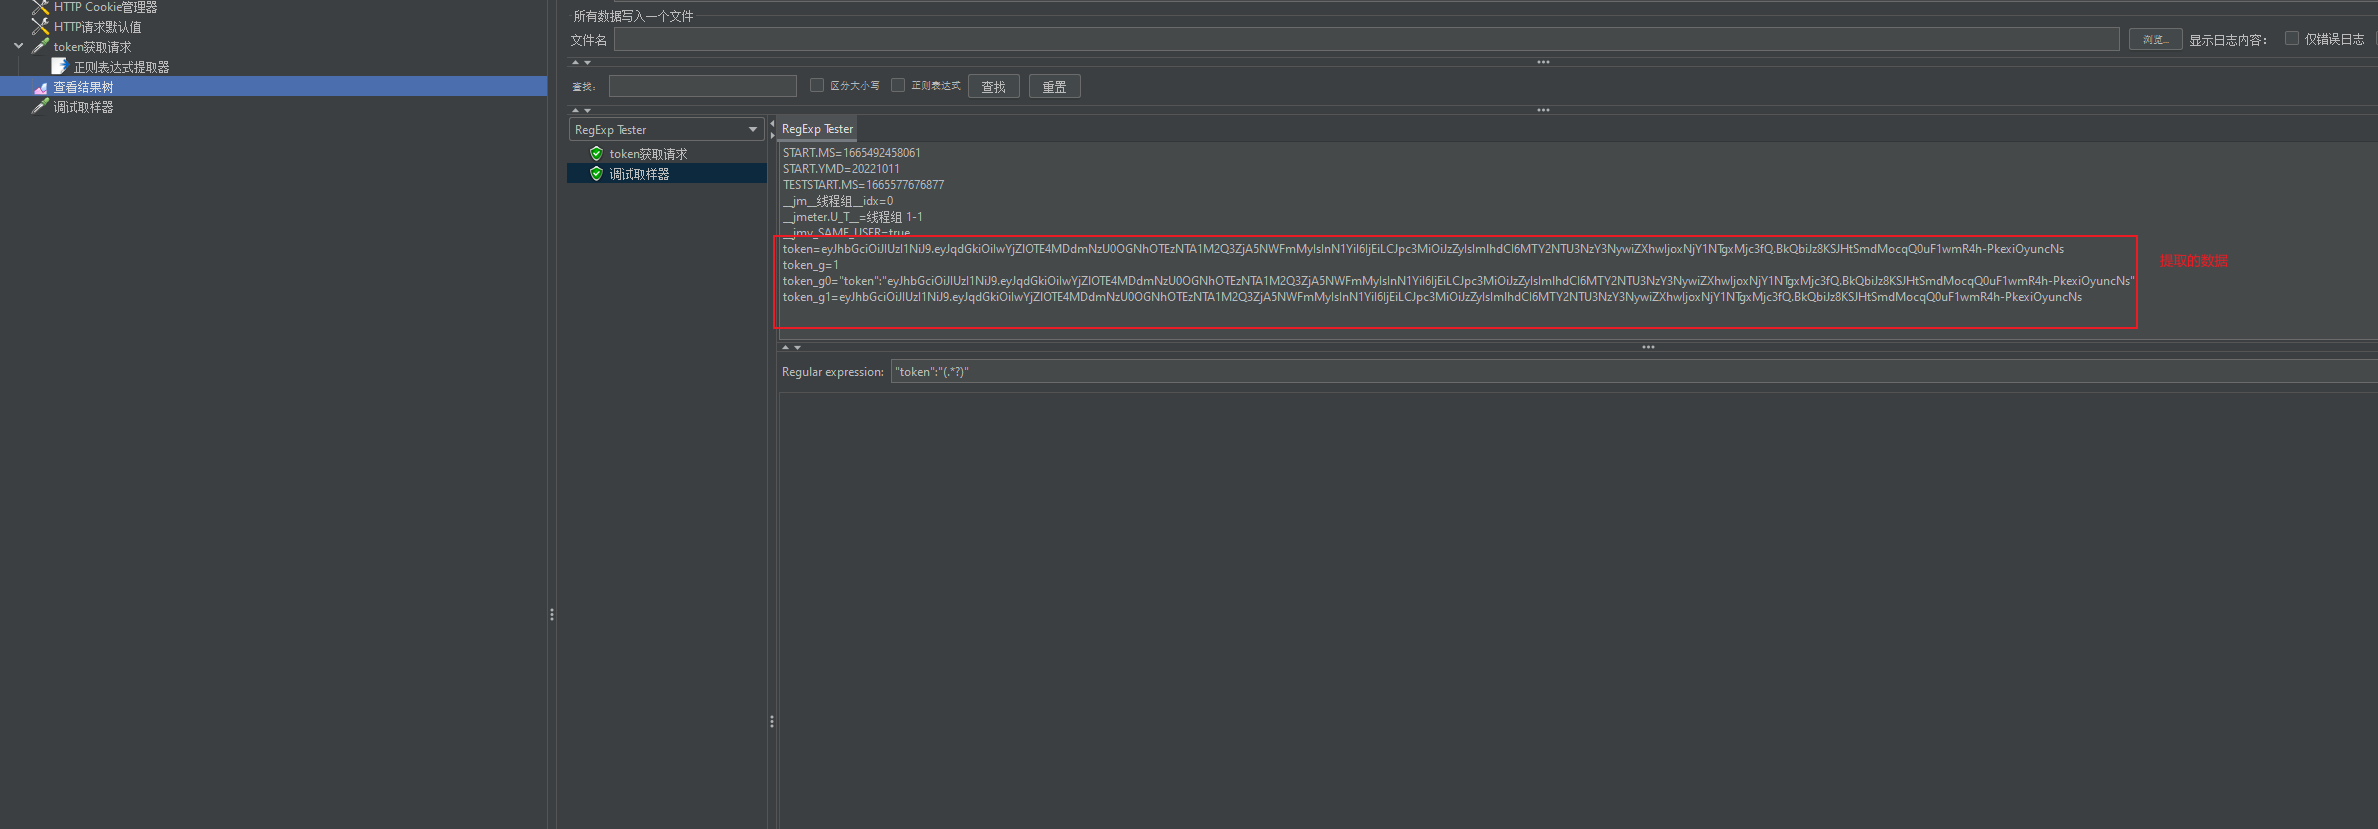 HTTP Cookie管理器
HTTP请求默认值
token获取请求
正则表达式提取器
查看结果树
调试取样器
所有数据写入一个文件
文件名
浏览...
显示日志内容：
仅错误日志
查找：
区分大小写
正则表达式
查找
重置
RegExp Tester
token获取请求
调试取样器
RegExp Tester
START.MS=1665492458061
START.YMD=20221011
TESTSTART.MS=1665577676877
__jm__线程组__idx=0
__jmeter.U_T__=线程组 1-1
__jmv_SAME_USER=true
token=eyJhbGciOiJIUzI1NiJ9.eyJqdGkiOiIwYjZlOTE4MDdmNzU0OGNhOTEzNTA1M2Q3ZjA5NWFmMyIsInN1YiI6IjEiLCJpc3MiOiJzZyIsImlhdCI6MTY2NTU3NzY3NywiZXhwIjoxNjY1NTgxMjc3fQ.BkQbiJz8KSJHtSmdMocqQ0uF1wmR4h-PkexiOyuncNs
token_g=1
token_g0="token":"eyJhbGciOiJIUzI1NiJ9.eyJqdGkiOiIwYjZlOTE4MDdmNzU0OGNhOTEzNTA1M2Q3ZjA5NWFmMyIsInN1YiI6IjEiLCJpc3MiOiJzZyIsImlhdCI6MTY2NTU3NzY3NywiZXhwIjoxNjY1NTgxMjc3fQ.BkQbiJz8KSJHtSmdMocqQ0uF1wmR4h-PkexiOyuncNs"
token_g1=eyJhbGciOiJIUzI1NiJ9.eyJqdGkiOiIwYjZlOTE4MDdmNzU0OGNhOTEzNTA1M2Q3ZjA5NWFmMyIsInN1YiI6IjEiLCJpc3MiOiJzZyIsImlhdCI6MTY2NTU3NzY3NywiZXhwIjoxNjY1NTgxMjc3fQ.BkQbiJz8KSJHtSmdMocqQ0uF1wmR4h-PkexiOyuncNs
提取的数据
Regular expression:
"token":"(.*?)"